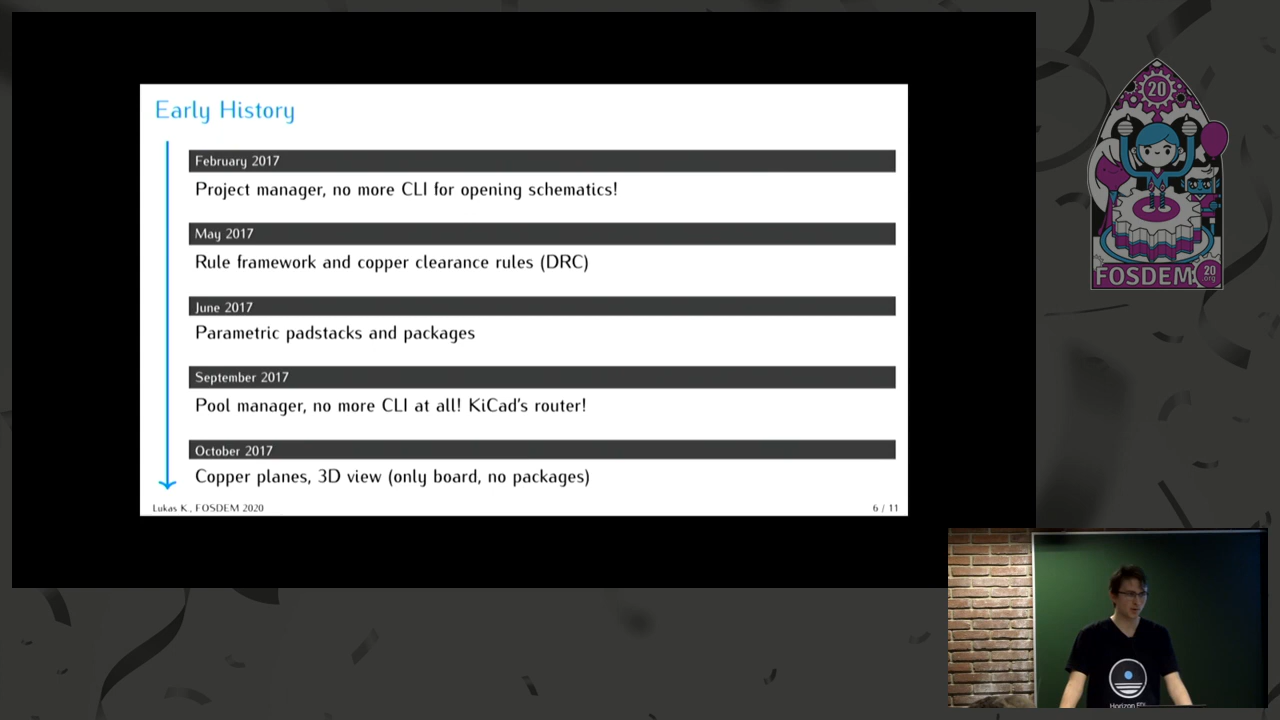 Early History
February 2017
Project manager, no more CLI for opening schematics!
May 2017
Rule framework and copper clearance rules (DRC)
June 2017
Parametric padstacks and packages
September 2017
Pool manager, no more CLI at all! KiCad's router!
October 2017
Copper planes, 3D view (only board, no packages)
Lukas K., FOSDEM 2020
6 / 11
20
FOSDEM
20
.org
Horizon